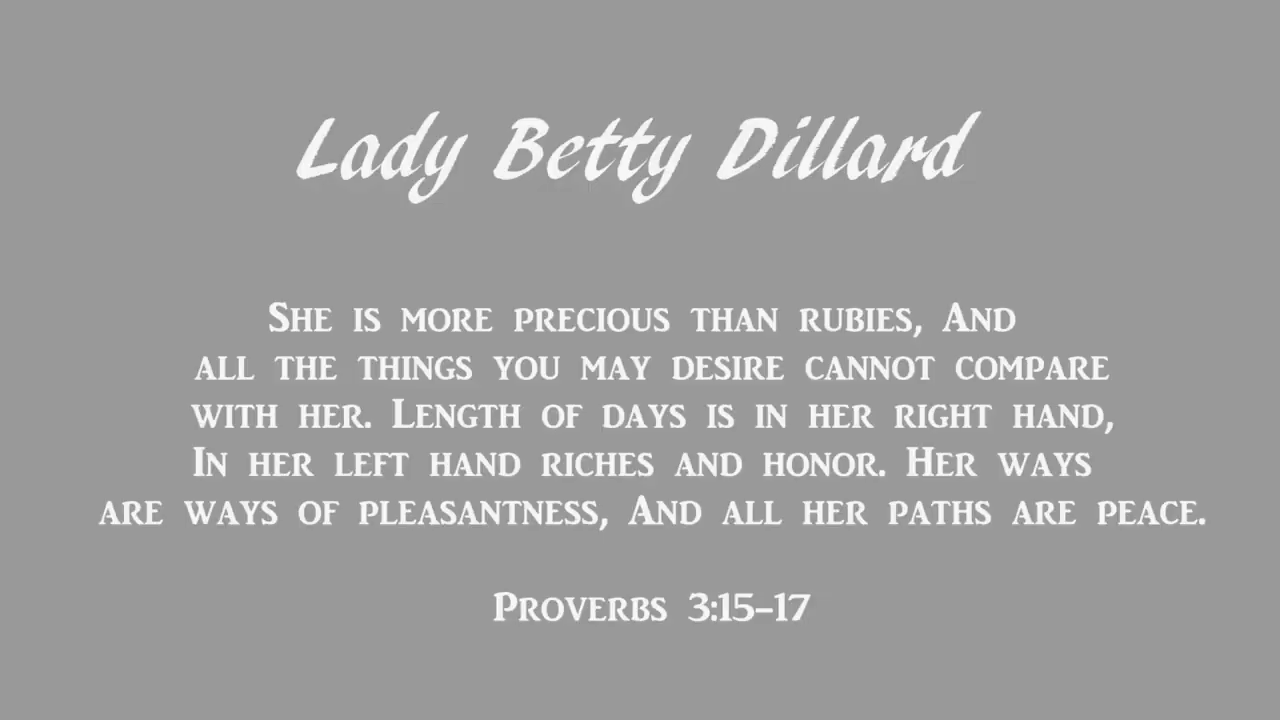 Lady Betty Dillard
She is more precious than rubies, And
all the things you may desire cannot compare
with her. Length of days is in her right hand,
In her left hand riches and honor. Her ways
are ways of pleasantness, And all her paths are peace.
Proverbs 3:15-17